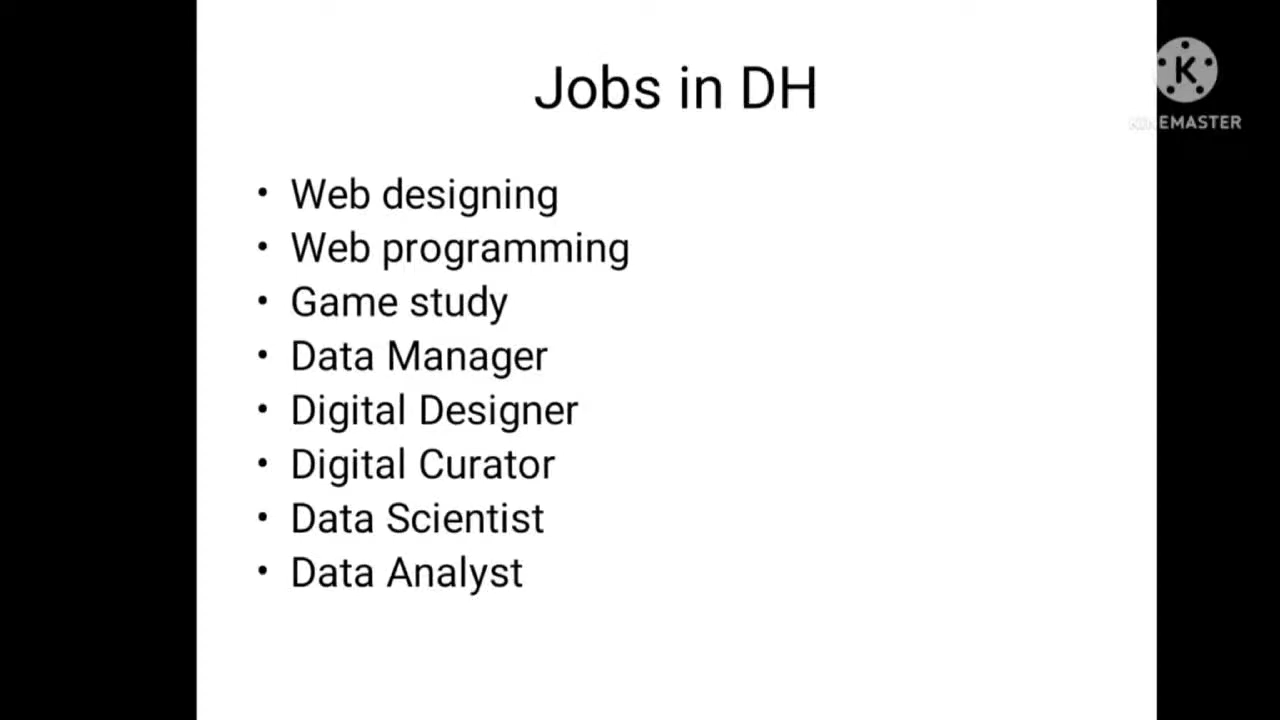 Jobs in DH
• Web designing
• Web programming
• Game study
• Data Manager
• Digital Designer
• Digital Curator
• Data Scientist
• Data Analyst
K
KINEMASTER